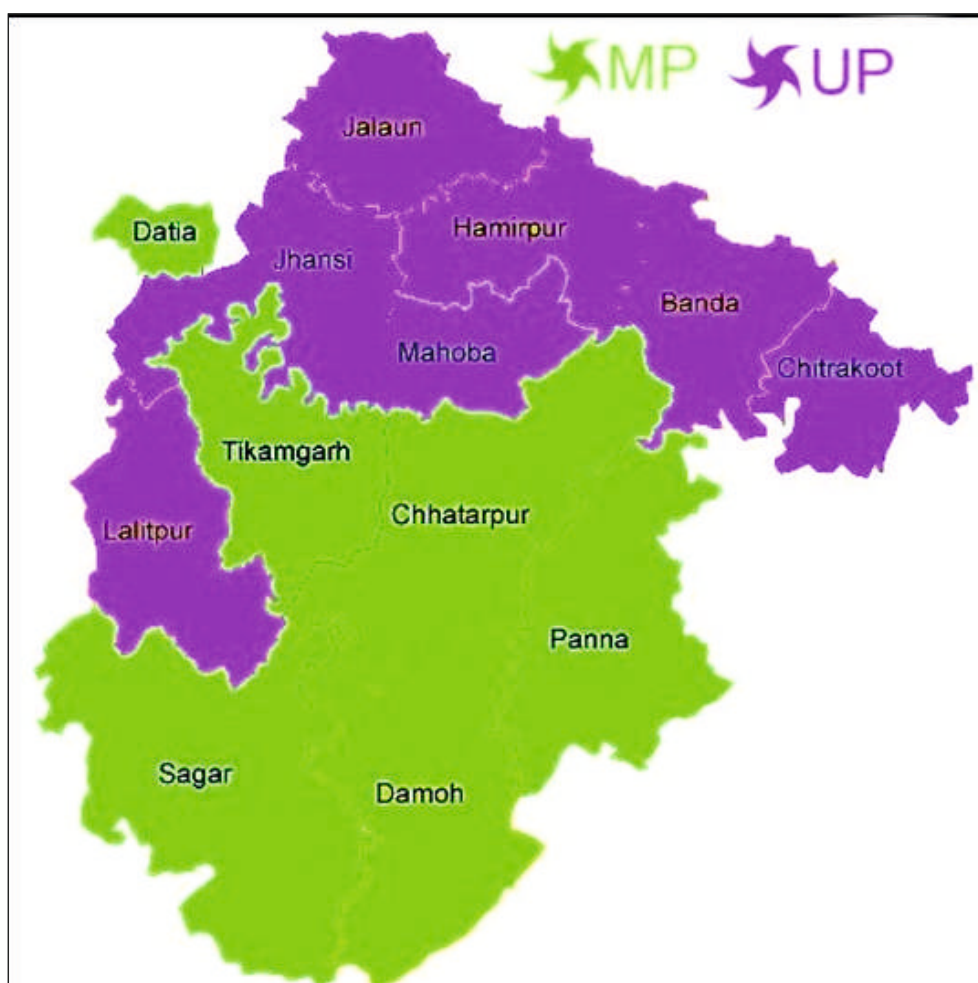 MP UP
Jalaun
Datia
Hamirpur
Jhansi
Banda
Mahoba
Chitrakoot
Tikamgarh
Chhatarpur
Lalitpur
Panna
Sagar
Damoh